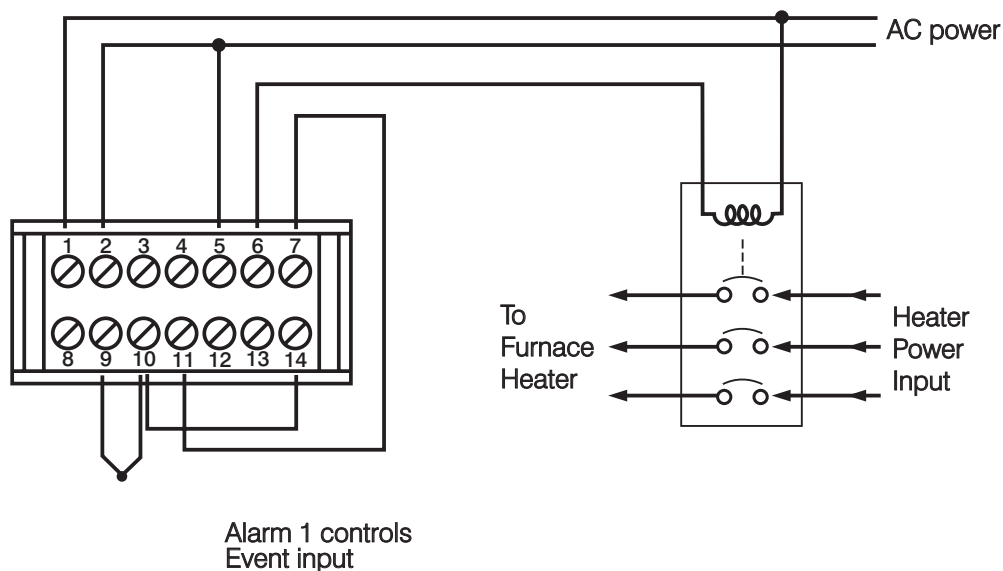 AC power
1 2 3 4 5 6 7
8 9 10 11 12 13 14
To
Furnace
Heater
Heater
Power
Input
Alarm 1 controls
Event input